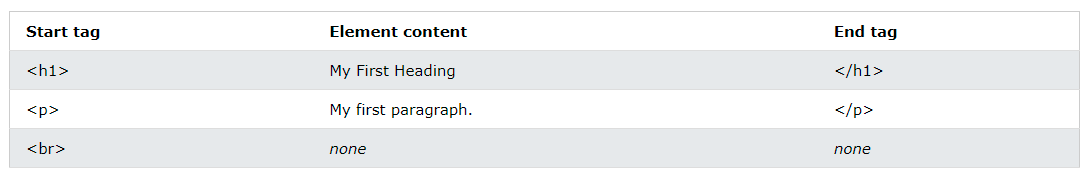 Start tag Element content End tag
<h1> My First Heading </h1>
<p> My first paragraph. </p>
<br> none none